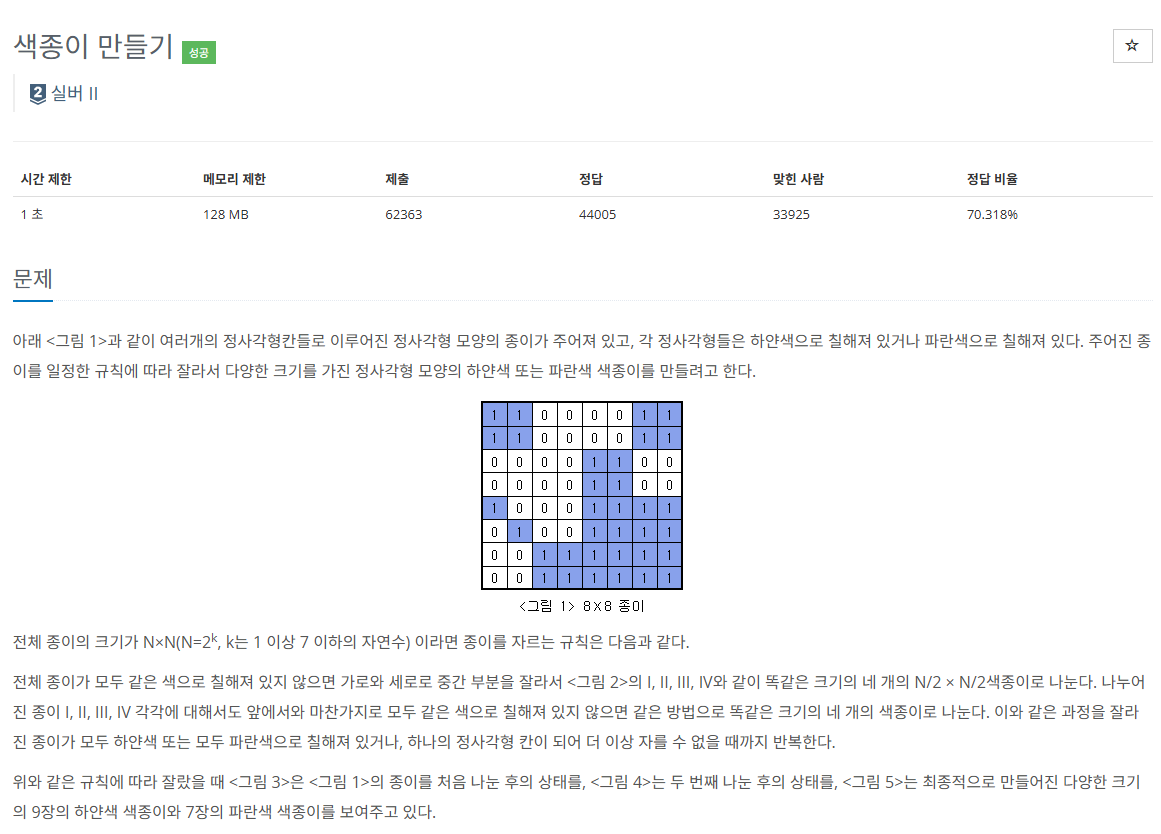 색종이 만들기 성공
☆
2 실버 II
시간 제한 메모리 제한 제출 정답 맞힌 사람 정답 비율
1 초 128 MB 62363 44005 33925 70.318%
문제
아래 <그림 1>과 같이 여러개의 정사각형칸들로 이루어진 정사각형 모양의 종이가 주어져 있고, 각 정사각형들은 하얀색으로 칠해져 있거나 파란색으로 칠해져 있다. 주어진 종
이를 일정한 규칙에 따라 잘라서 다양한 크기를 가진 정사각형 모양의 하얀색 또는 파란색 색종이를 만들려고 한다.
1 1 0 0 0 0 1 1
1 1 0 0 0 0 1 1
0 0 0 0 1 1 0 0
0 0 0 0 1 1 0 0
1 0 0 0 1 1 1 1
0 1 0 0 1 1 1 1
0 0 1 1 1 1 1 1
0 0 1 1 1 1 1 1
<그림 1> 8X8 종이
전체 종이의 크기가 N×N(N=2ᵏ, k는 1 이상 7 이하의 자연수) 이라면 종이를 자르는 규칙은 다음과 같다.
전체 종이가 모두 같은 색으로 칠해져 있지 않으면 가로와 세로로 중간 부분을 잘라서 <그림 2>의 I, II, III, IV와 같이 똑같은 크기의 네 개의 N/2 × N/2색종이로 나눈다. 나누어
진 종이 I, II, III, IV 각각에 대해서도 앞에서와 마찬가지로 모두 같은 색으로 칠해져 있지 않으면 같은 방법으로 똑같은 크기의 네 개의 색종이로 나눈다. 이와 같은 과정을 잘라
진 종이가 모두 하얀색 또는 모두 파란색으로 칠해져 있거나, 하나의 정사각형 칸이 되어 더 이상 자를 수 없을 때까지 반복한다.
위와 같은 규칙에 따라 잘랐을 때 <그림 3>은 <그림 1>의 종이를 처음 나눈 후의 상태를, <그림 4>는 두 번째 나눈 후의 상태를, <그림 5>는 최종적으로 만들어진 다양한 크기
의 9장의 하얀색 색종이와 7장의 파란색 색종이를 보여주고 있다.